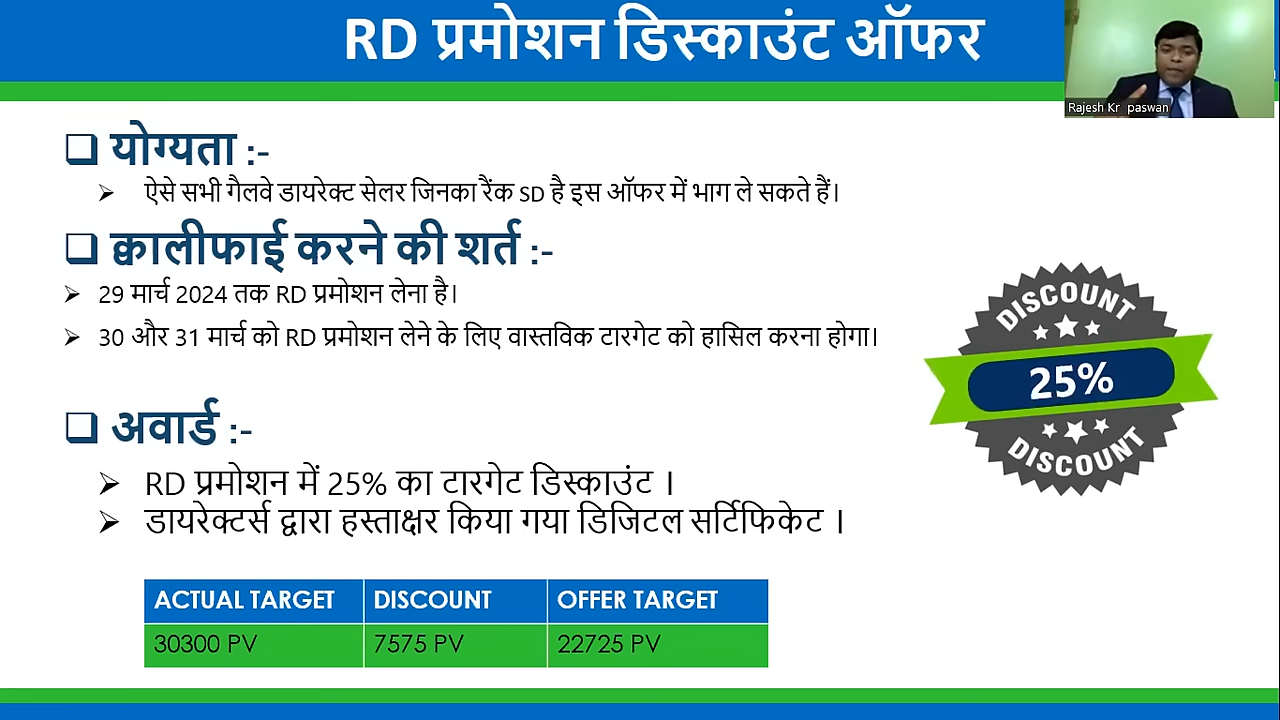 RD प्रमोशन डिस्काउंट ऑफर
Rajesh Kr paswan
योग्यता :-
ऐसे सभी गैलवे डायरेक्ट सेलर जिनका रैंक SD है इस ऑफर में भाग ले सकते हैं।
क्वालीफाई करने की शर्त :-
29 मार्च 2024 तक RD प्रमोशन लेना है।
30 और 31 मार्च को RD प्रमोशन लेने के लिए वास्तविक टारगेट को हासिल करना होगा।
DISCOUNT
25%
DISCOUNT
अवार्ड :-
RD प्रमोशन में 25% का टारगेट डिस्काउंट ।
डायरेक्टर्स द्वारा हस्ताक्षर किया गया डिजिटल सर्टिफिकेट ।
ACTUAL TARGET DISCOUNT OFFER TARGET
30300 PV 7575 PV 22725 PV